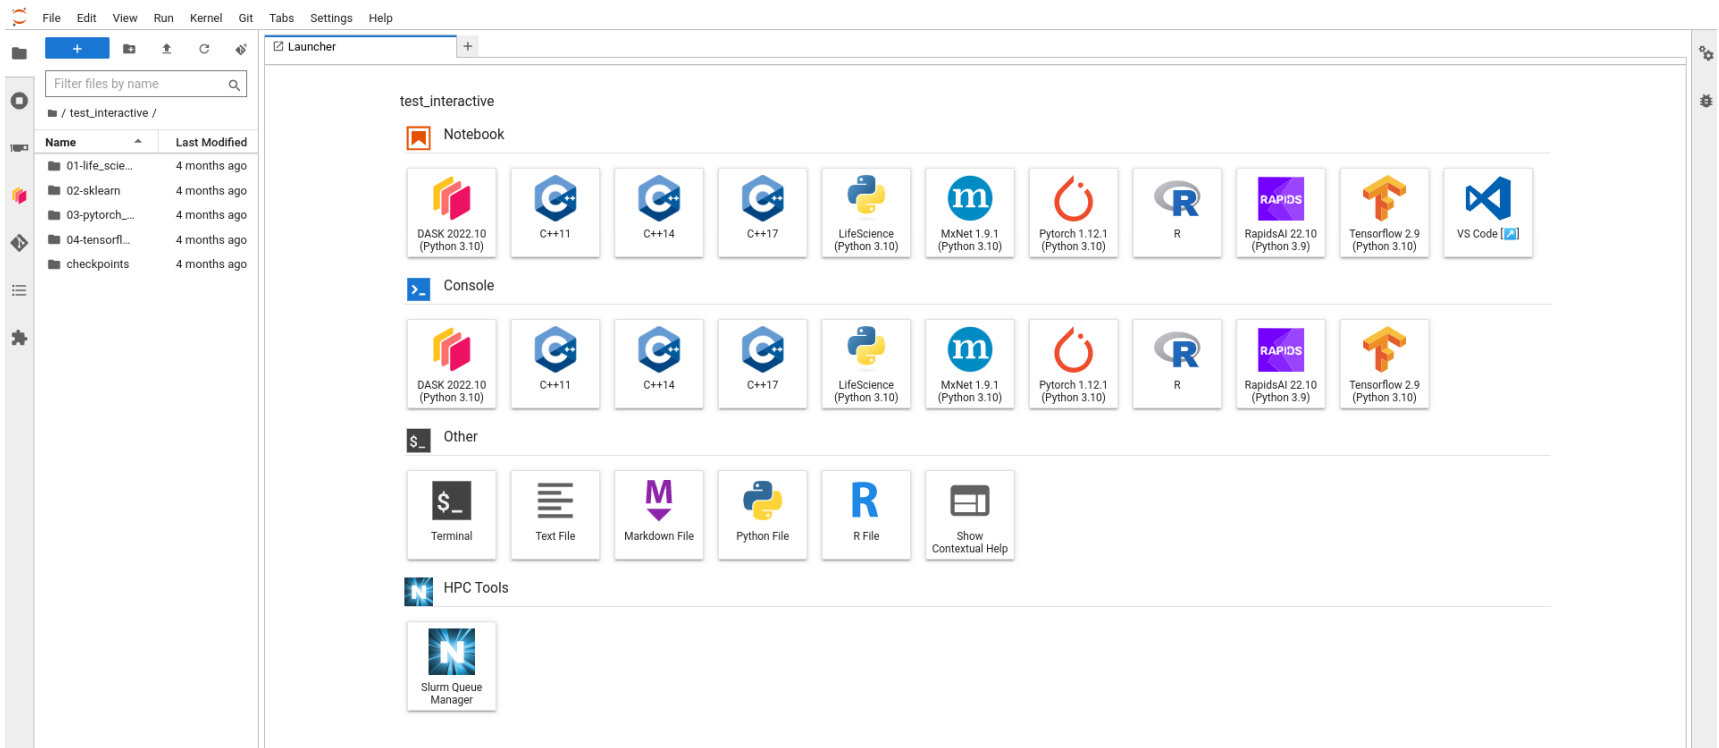 File Edit View Run Kernel Git Tabs Settings Help
+
Filter files by name
/ test_interactive /
Name Last Modified
01-life_scie... 4 months ago
02-sklearn 4 months ago
03-pytorch_... 4 months ago
04-tensorfl... 4 months ago
checkpoints 4 months ago
Launcher +
test_interactive
Notebook
DASK 2022.10
(Python 3.10)
C++11
C++14
C++17
LifeScience
(Python 3.10)
m
MxNet 1.9.1
(Python 3.10)
Pytorch 1.12.1
(Python 3.10)
R
R
RAPIDS
RapidsAI 22.10
(Python 3.9)
Tensorflow 2.9
(Python 3.10)
VS Code [↗]
Console
DASK 2022.10
(Python 3.10)
C++11
C++14
C++17
LifeScience
(Python 3.10)
m
MxNet 1.9.1
(Python 3.10)
Pytorch 1.12.1
(Python 3.10)
R
R
RAPIDS
RapidsAI 22.10
(Python 3.9)
Tensorflow 2.9
(Python 3.10)
$_ Other
$_
Terminal
Text File
M
Markdown File
Python File
R
R File
Show
Contextual Help
N HPC Tools
N
Slurm Queue
Manager